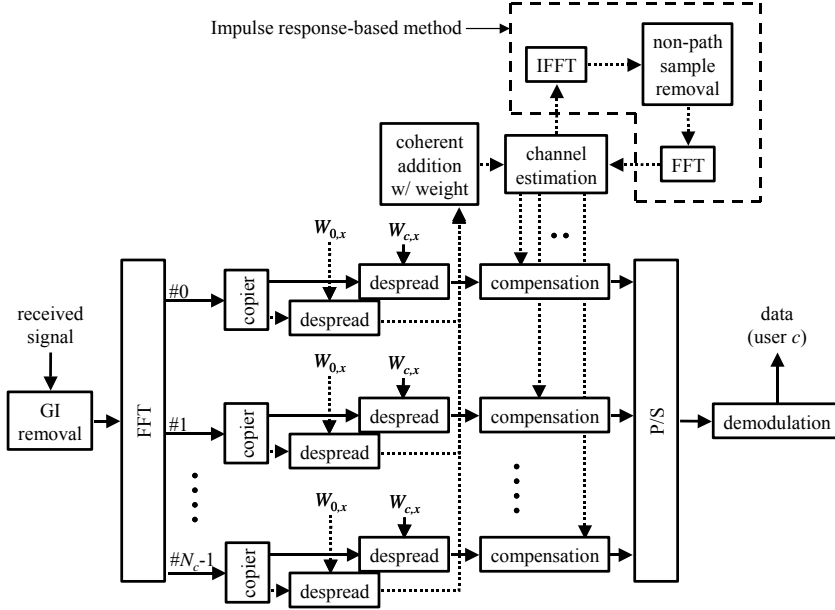 Impulse response-based method
IFFT
non-path
sample
removal
coherent
addition
w/ weight
channel
estimation
FFT
W0,x
Wc,x
#0
copier
despread
despread
compensation
received
signal
GI
removal
FFT
W0,x
Wc,x
#1
copier
despread
despread
compensation
P/S
demodulation
data
(user c)
W0,x
Wc,x
#Nc-1
copier
despread
despread
compensation